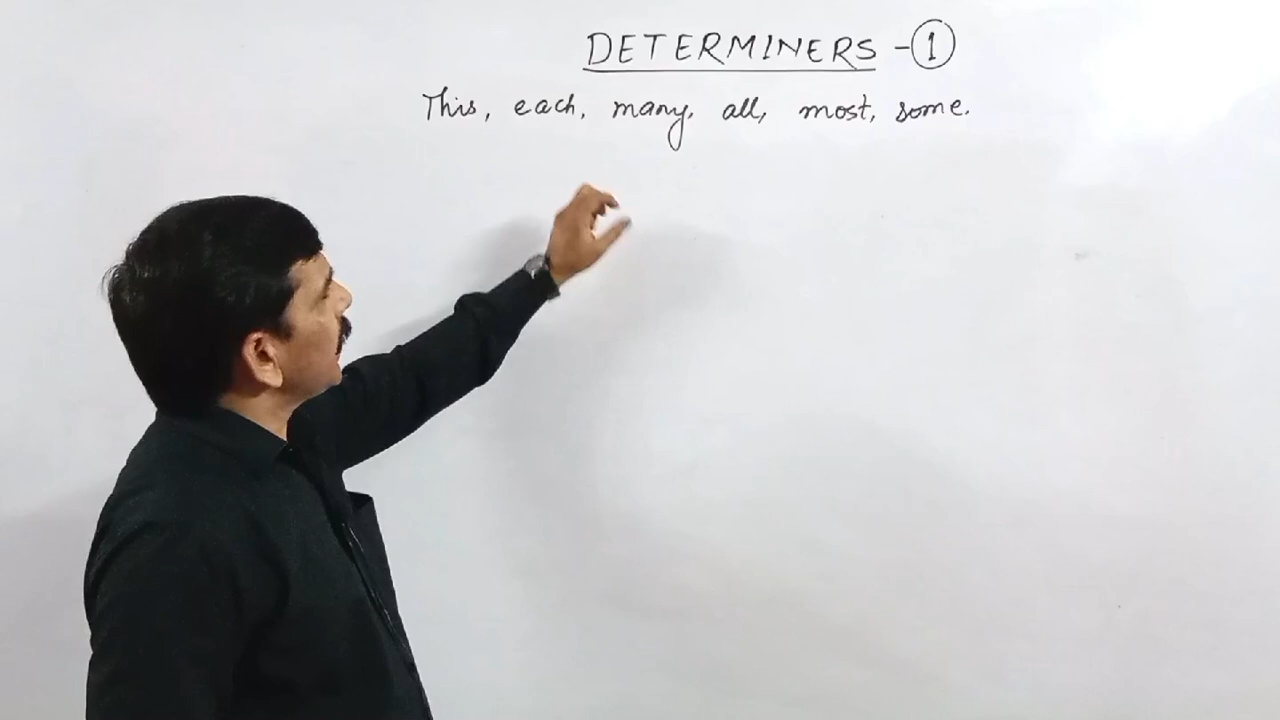 DETERMINERS - 1
This, each, many, all, most, some.